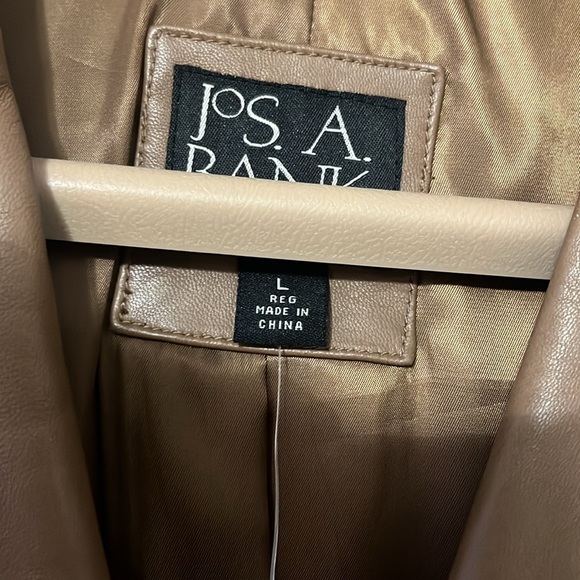 JOS. A.
BANK
L
REG
MADE IN
CHINA